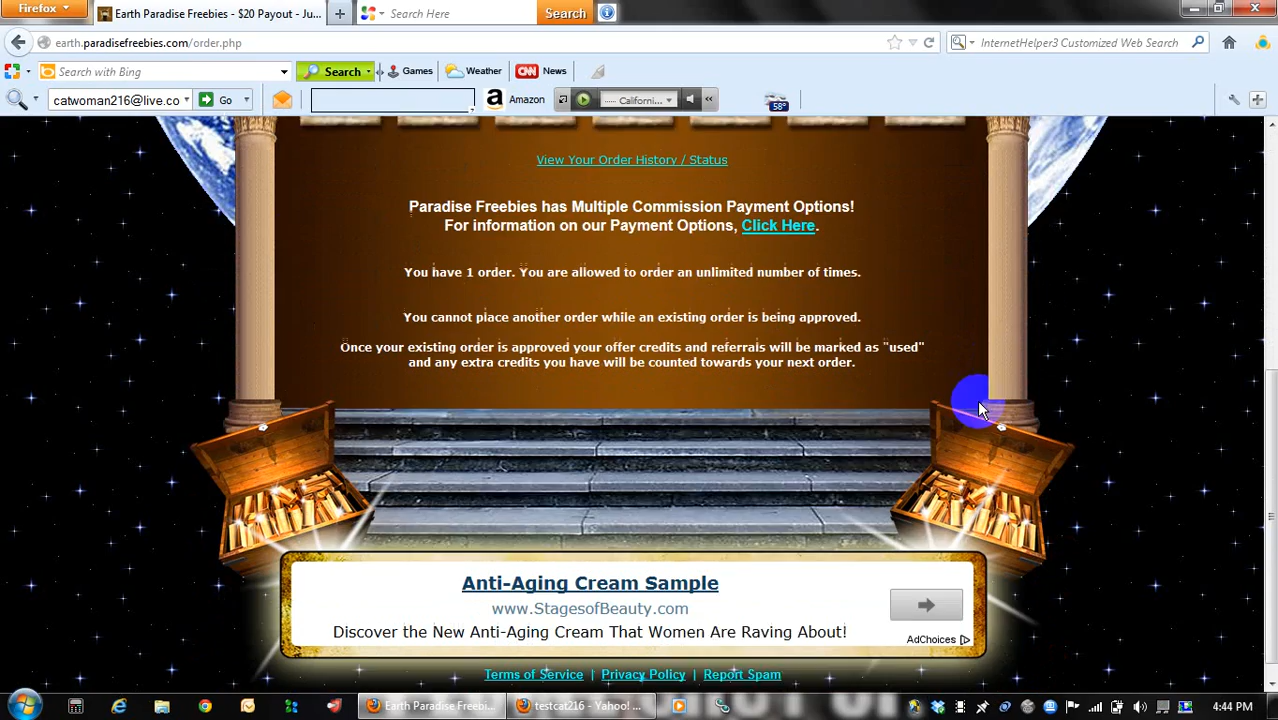 Firefox
Earth Paradise Freebies - $20 Payout - Ju...
Search Here
Search
earth.paradisefreebies.com/order.php
InternetHelper3 Customized Web Search
Search with Bing
Search
Games
Weather
CNN
News
catwoman216@live.co
Go
Amazon
..... Californi...
58°
View Your Order History / Status
Paradise Freebies has Multiple Commission Payment Options!
For information on our Payment Options, Click Here.
You have 1 order. You are allowed to order an unlimited number of times.
You cannot place another order while an existing order is being approved.
Once your existing order is approved your offer credits and referrals will be marked as "used"
and any extra credits you have will be counted towards your next order.
Anti-Aging Cream Sample
www.StagesofBeauty.com
Discover the New Anti-Aging Cream That Women Are Raving About!
AdChoices
Terms of Service | Privacy Policy | Report Spam
Earth Paradise Freebi...
testcat216 - Yahoo! ...
4:44 PM